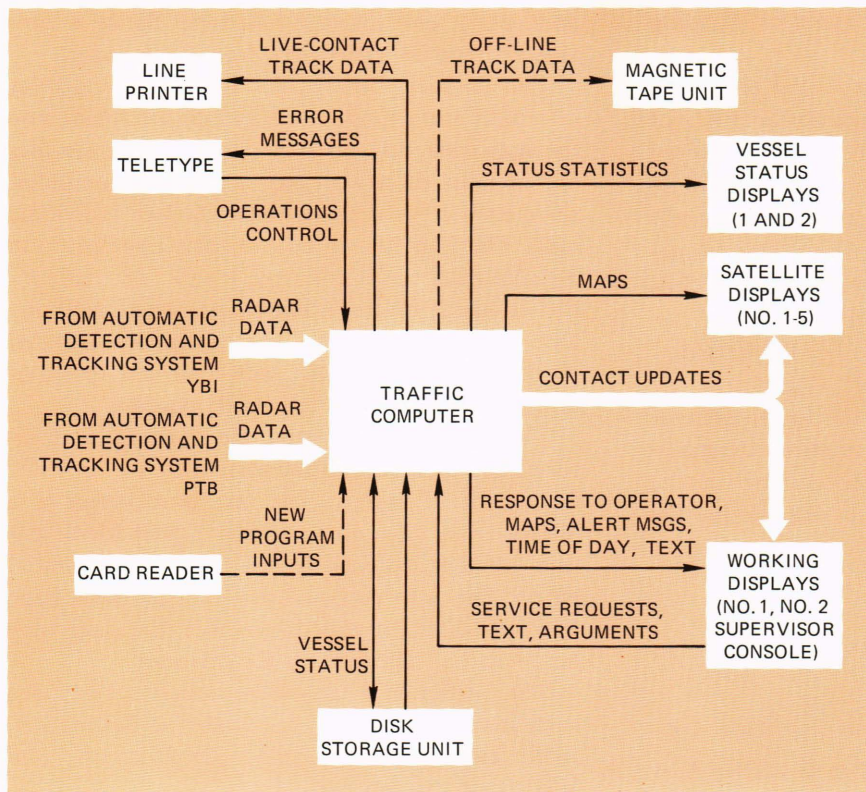 LIVE-CONTACT
TRACK DATA
OFF-LINE
TRACK DATA
LINE
PRINTER
MAGNETIC
TAPE UNIT
ERROR
MESSAGES
TELETYPE
OPERATIONS
CONTROL
STATUS STATISTICS
VESSEL
STATUS
DISPLAYS
(1 AND 2)
MAPS
SATELLITE
DISPLAYS
(NO. 1-5)
FROM AUTOMATIC
DETECTION AND
TRACKING SYSTEM
YBI
RADAR
DATA
TRAFFIC
COMPUTER
CONTACT UPDATES
FROM AUTOMATIC
DETECTION AND
TRACKING SYSTEM
PTB
RADAR
DATA
NEW
PROGRAM
INPUTS
CARD READER
RESPONSE TO OPERATOR,
MAPS, ALERT MSGS,
TIME OF DAY, TEXT
WORKING
DISPLAYS
(NO. 1, NO. 2
SUPERVISOR
CONSOLE)
SERVICE REQUESTS,
TEXT, ARGUMENTS
VESSEL
STATUS
DISK
STORAGE UNIT